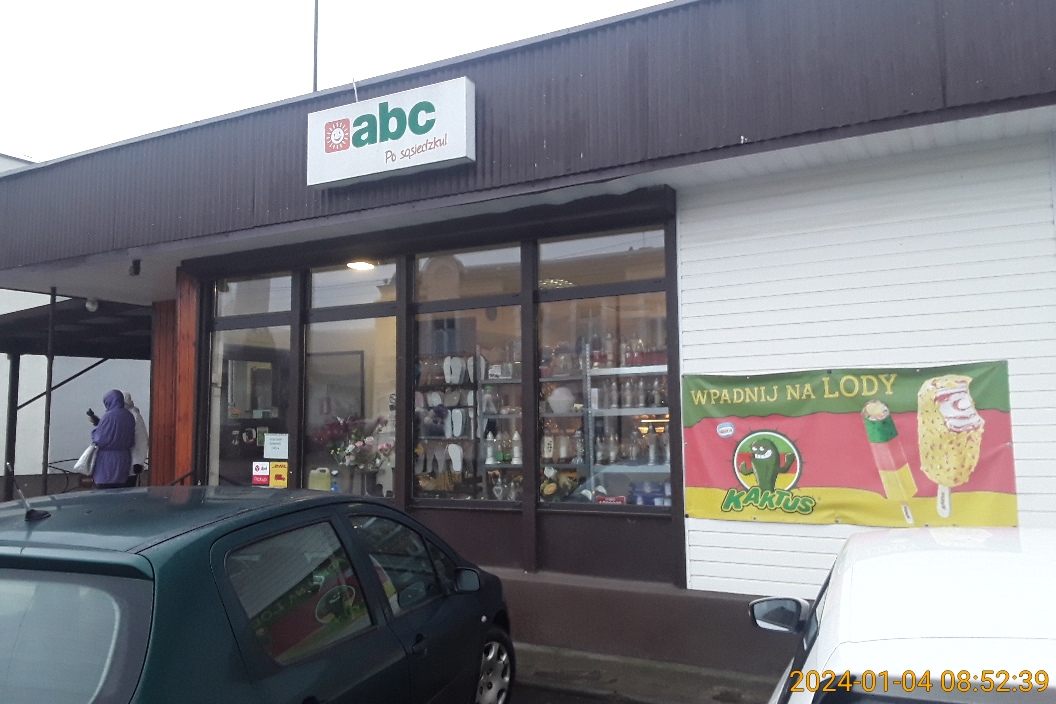 abc
Po sąsiedzku!
WPADNIJ NA LODY
KAKTUS
2024-01-04 08:52:39